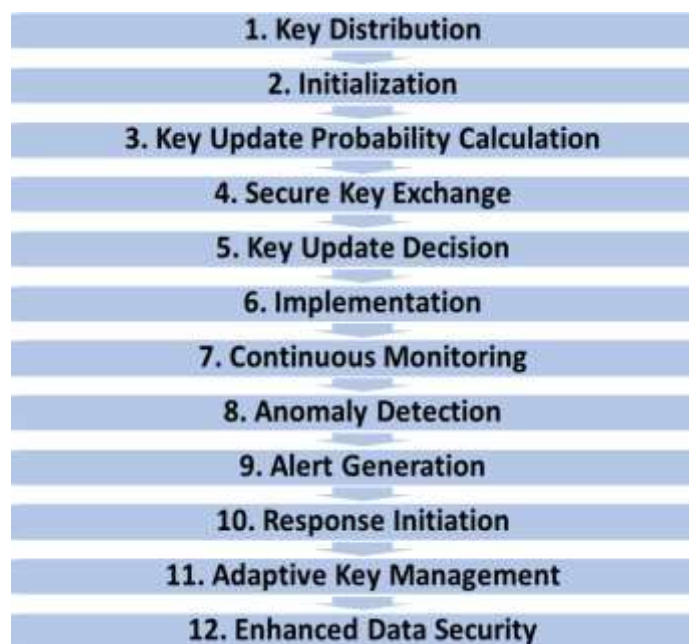 1. Key Distribution
2. Initialization
3. Key Update Probability Calculation
4. Secure Key Exchange
5. Key Update Decision
6. Implementation
7. Continuous Monitoring
8. Anomaly Detection
9. Alert Generation
10. Response Initiation
11. Adaptive Key Management
12. Enhanced Data Security